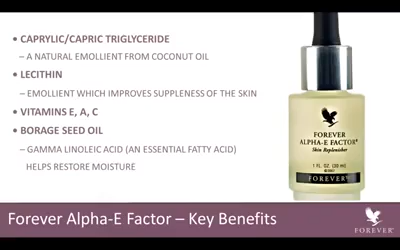 • CAPRYLIC/CAPRIC TRIGLYCERIDE
– A NATURAL EMOLLIENT FROM COCONUT OIL
• LECITHIN
– EMOLLIENT WHICH IMPROVES SUPPLENESS OF THE SKIN
• VITAMINS E, A, C
• BORAGE SEED OIL
– GAMMA LINOLEIC ACID (AN ESSENTIAL FATTY ACID)
HELPS RESTORE MOISTURE
FOREVER
ALPHA-E FACTOR®
Skin Replenisher
1 FL. OZ. (30 ml)
FOREVER
Forever Alpha-E Factor – Key Benefits
FOREVER